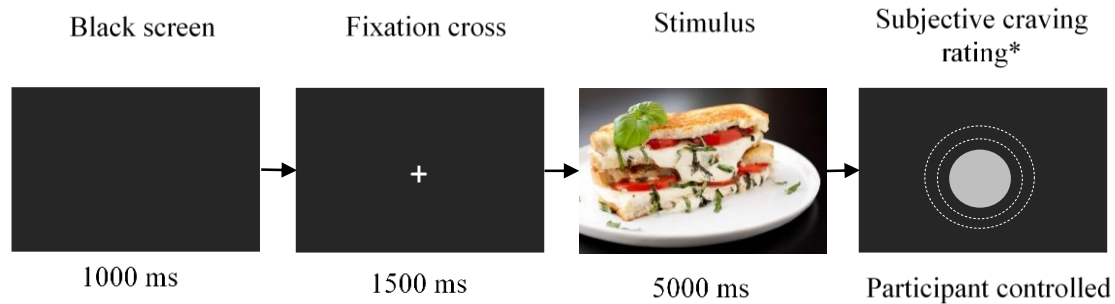 Black screen
Fixation cross
Stimulus
Subjective craving
rating*
1000 ms
1500 ms
5000 ms
Participant controlled